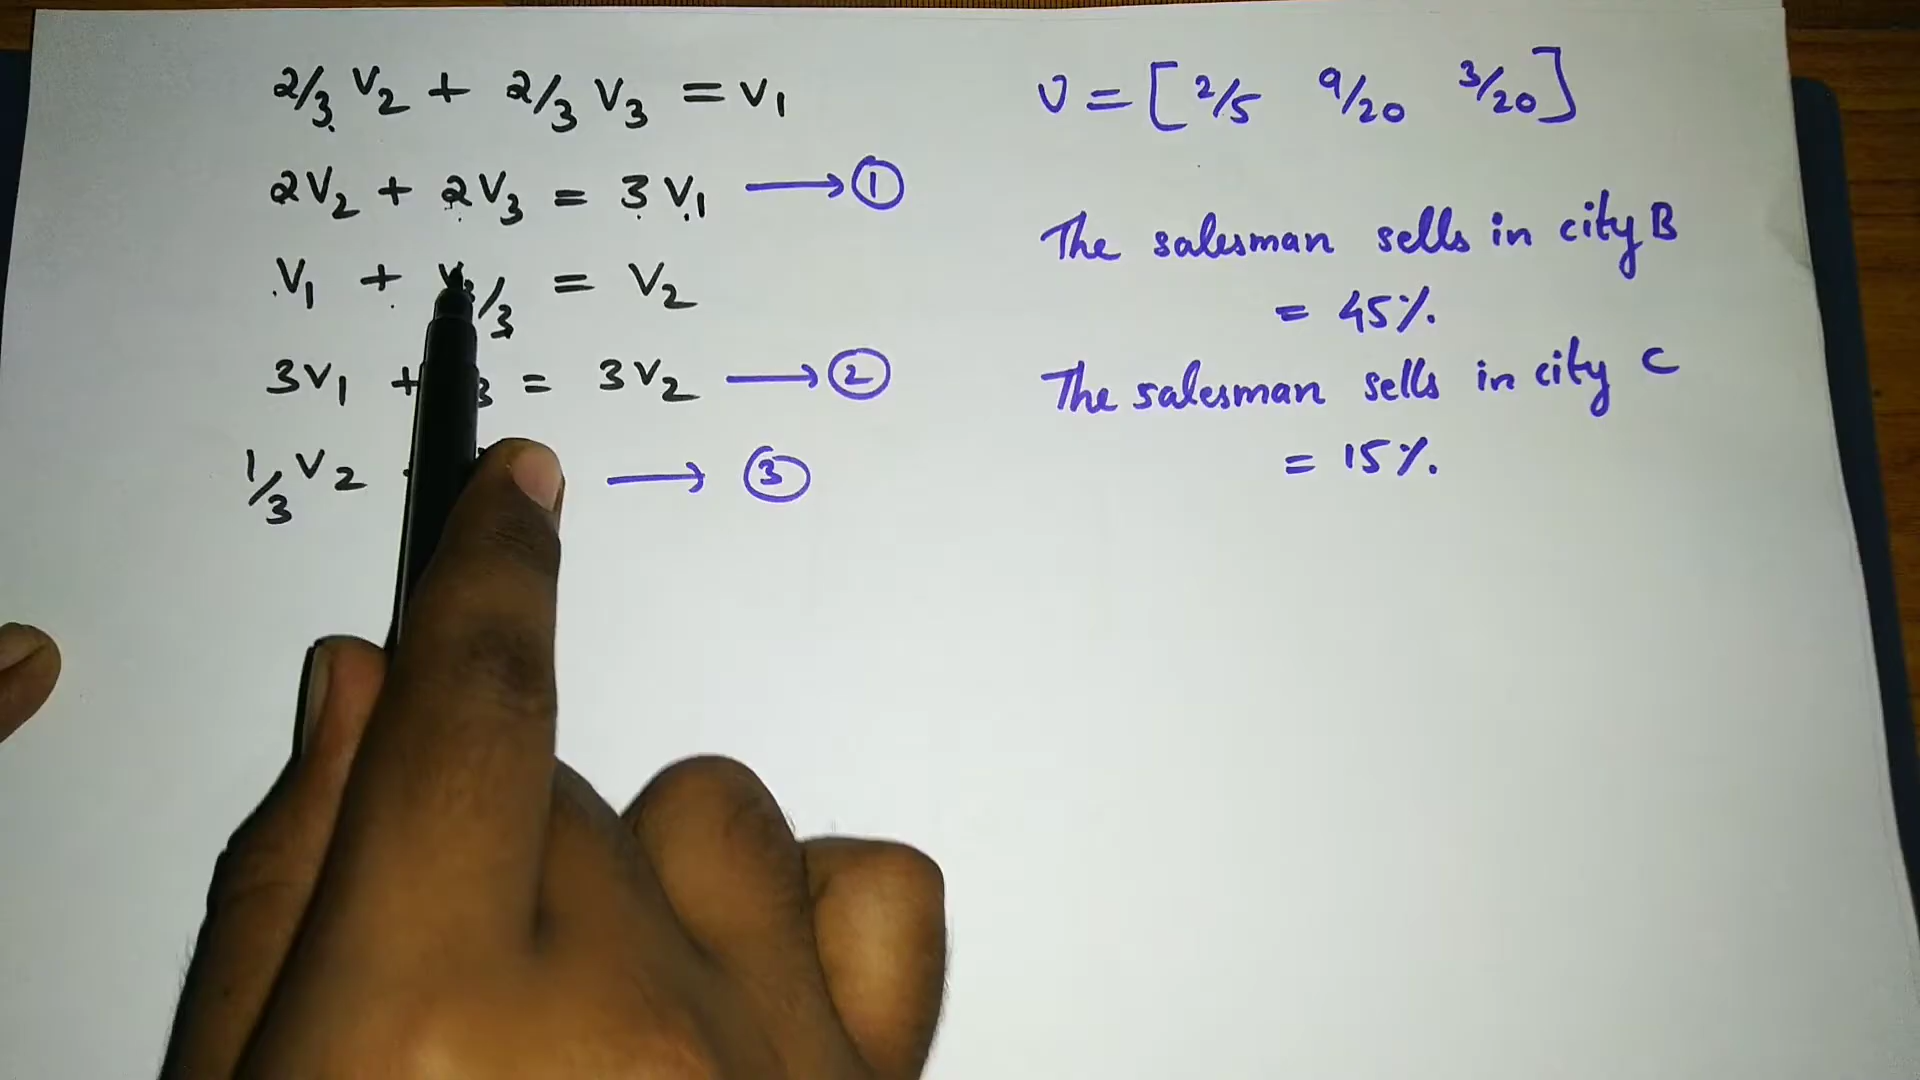 2/3 V2 + 2/3 V3 = V1
2V2 + 2V3 = 3V1 → ①
V1 + /3 = V2
3V1 + 3 = 3V2 → ②
1/3 V2 → ③
V = [2/5 9/20 3/20]
The salesman sells in city B
= 45%.
The salesman sells in city C
= 15%.